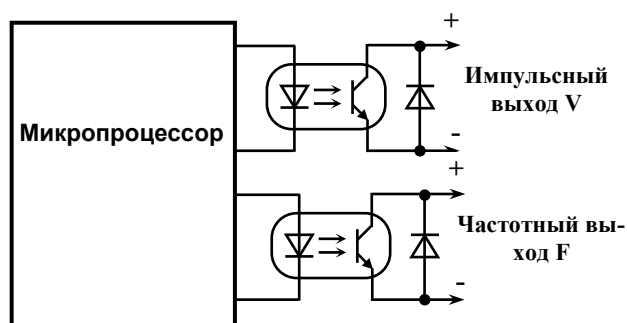 +
Импульсный
выход V
Микропроцессор
-
+
Частотный вы-
ход F
-